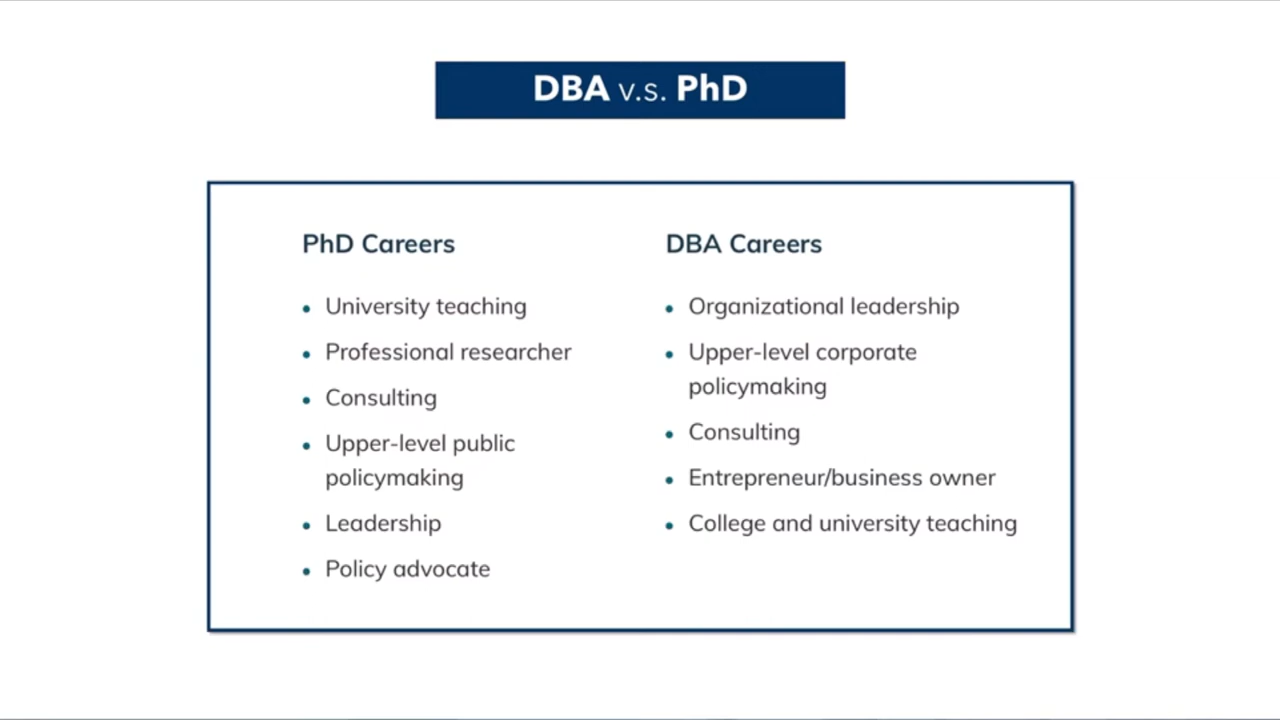 DBA v.s. PhD
PhD Careers
• University teaching
• Professional researcher
• Consulting
• Upper-level public
policymaking
• Leadership
• Policy advocate
DBA Careers
• Organizational leadership
• Upper-level corporate
policymaking
• Consulting
• Entrepreneur/business owner
• College and university teaching